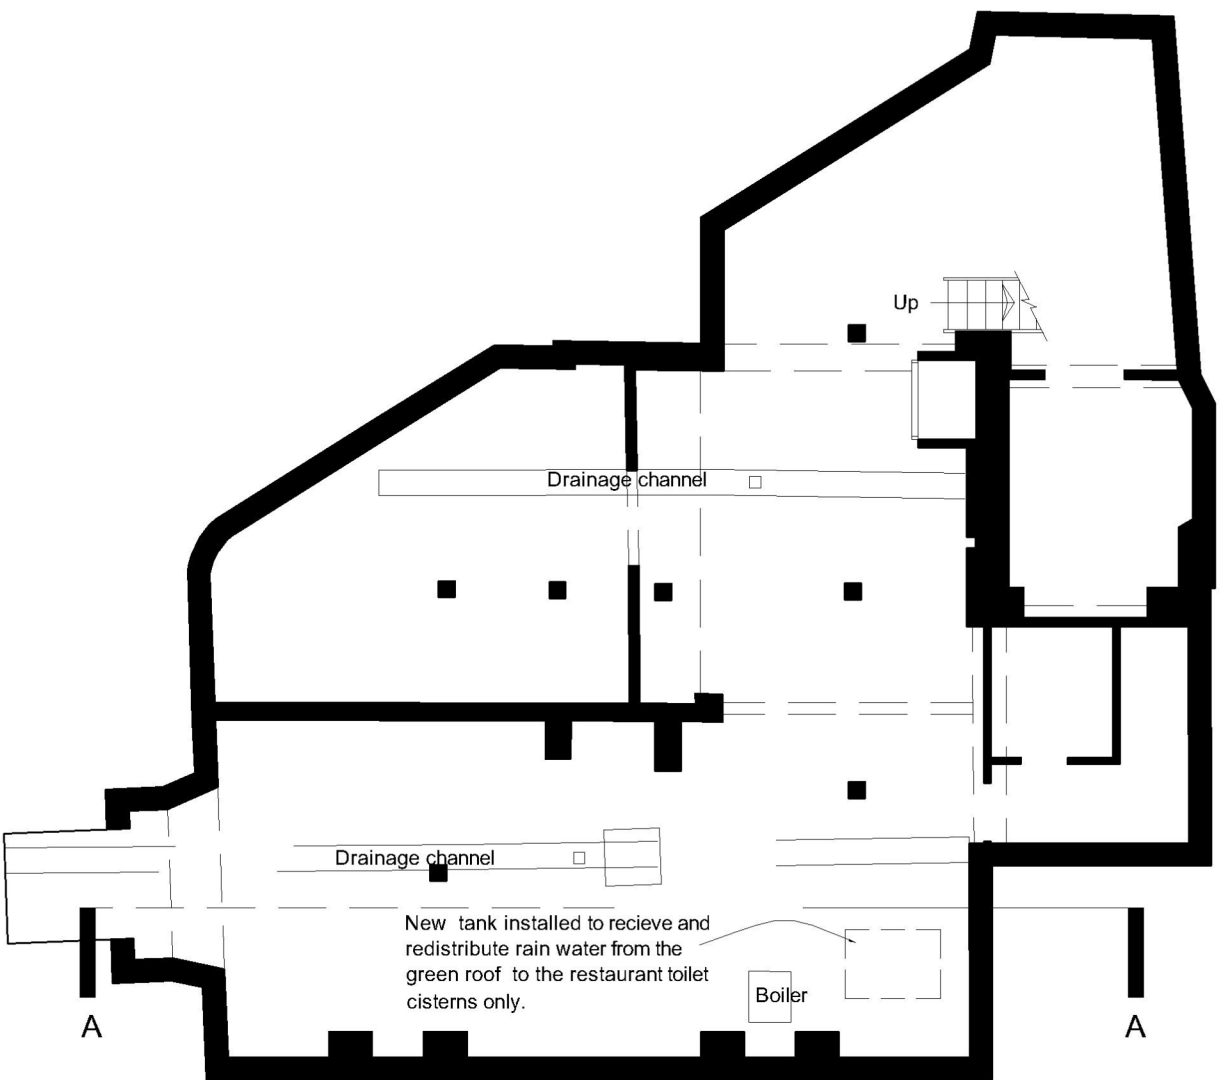 Up
Drainage channel
Drainage channel
New tank installed to recieve and
redistribute rain water from the
green roof to the restaurant toilet
cisterns only.
Boiler
A
A